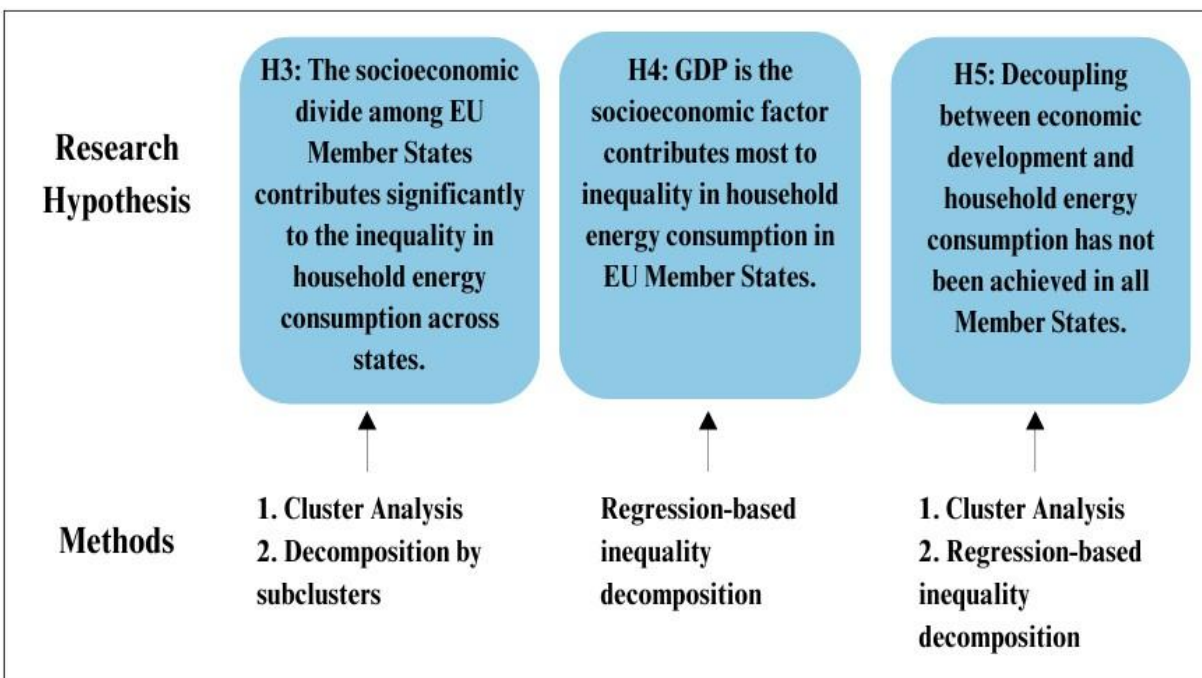 Research
Hypothesis
H3: The socioeconomic
divide among EU
Member States
contributes significantly
to the inequality in
household energy
consumption across
states.
H4: GDP is the
socioeconomic factor
contributes most to
inequality in household
energy consumption in
EU Member States.
H5: Decoupling
between economic
development and
household energy
consumption has not
been achieved in all
Member States.
Methods
1. Cluster Analysis
2. Decomposition by
subclusters
Regression-based
inequality
decomposition
1. Cluster Analysis
2. Regression-based
inequality
decomposition